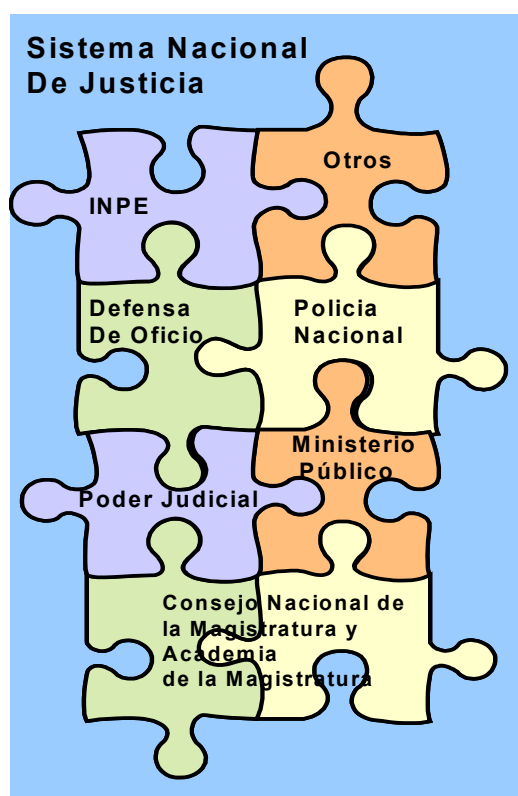 Sistema Nacional
De Justicia
Otros
INPE
Defensa
De Oficio
Policia
Nacional
Ministerio
Público
Poder Judicial
Consejo Nacional de
la Magistratura y
Academia
de la Magistratura